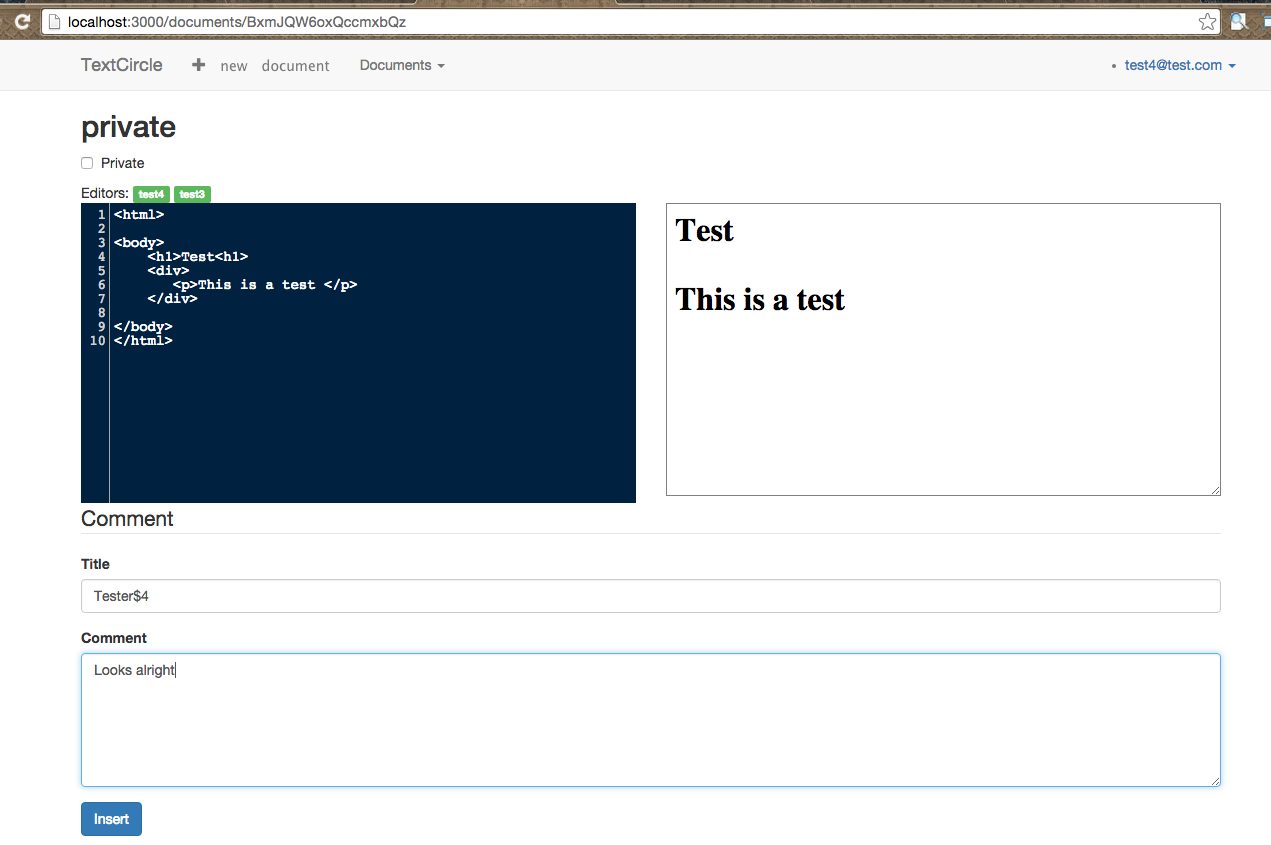 localhost:3000/documents/BxmJQW6oxQccmxbQz
TextCircle + new document Documents • test4@test.com
private
Private
Editors: test4 test3
1 <html>
2
3 <body>
4 <h1>Test<h1>
5 <div>
6 <p>This is a test </p>
7 </div>
8
9 </body>
10 </html>
Test
This is a test
Comment
Title
Tester$4
Comment
Looks alright
Insert